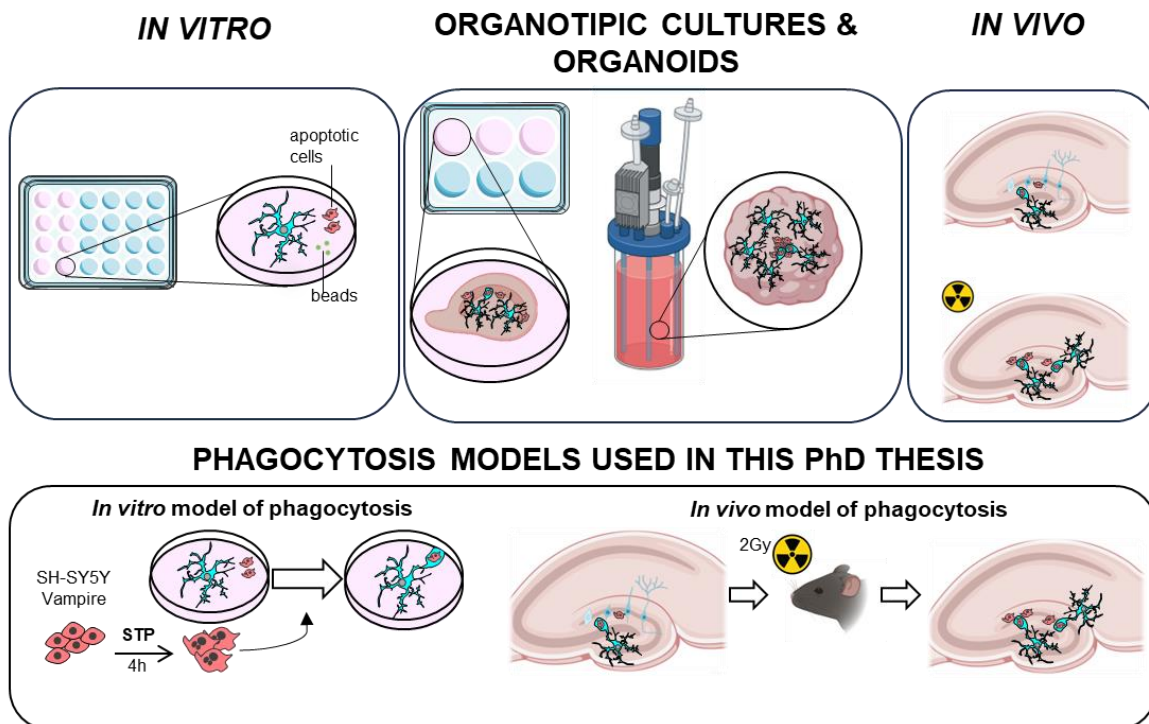 IN VITRO
ORGANOTIPIC CULTURES &
ORGANOIDS
IN VIVO
apoptotic
cells
beads
PHAGOCYTOSIS MODELS USED IN THIS PhD THESIS
In vitro model of phagocytosis
SH-SY5Y
Vampire
STP
4h
In vivo model of phagocytosis
2Gy